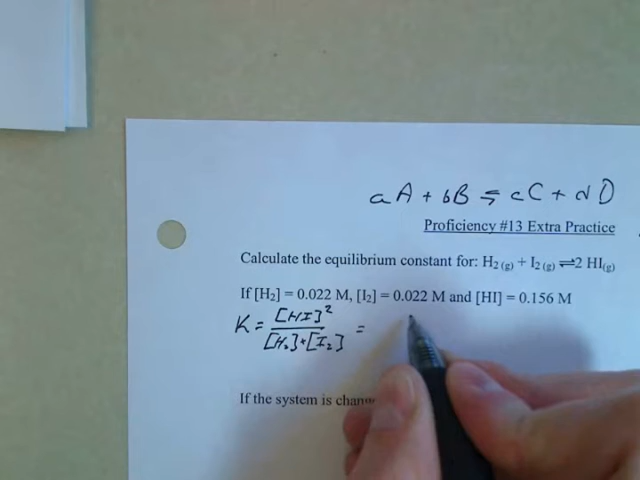 aA + bB ⇌ cC + dD
Proficiency #13 Extra Practice
Calculate the equilibrium constant for: H₂ (g) + I₂ (g) ⇌2 HI(g)
If [H₂] = 0.022 M, [I₂] = 0.022 M and [HI] = 0.156 M
K = [HI]² / [H₂]*[I₂] =
If the system is